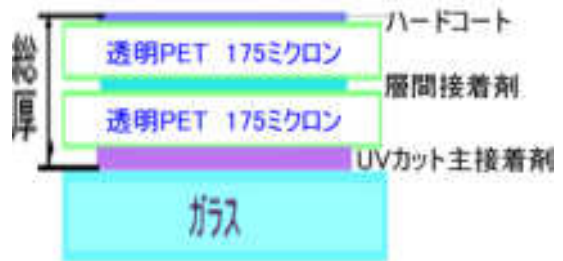 ハードコート
透明PET 175ミクロン
層間接着剤
総厚
透明PET 175ミクロン
UVカット主接着剤
ガラス